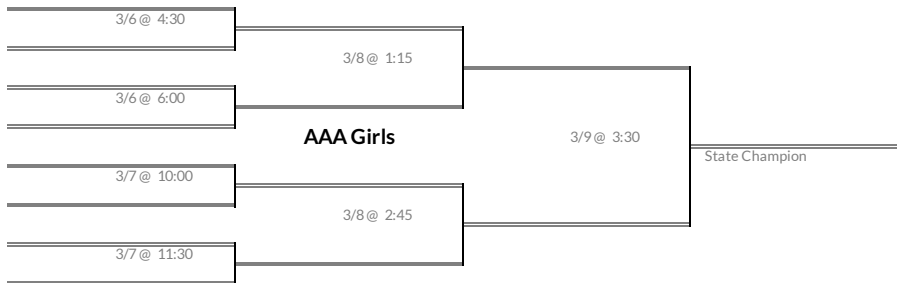 3/6 @ 4:30
3/8 @ 1:15
3/6 @ 6:00
AAA Girls
3/9 @ 3:30
State Champion
3/7 @ 10:00
3/8 @ 2:45
3/7 @ 11:30